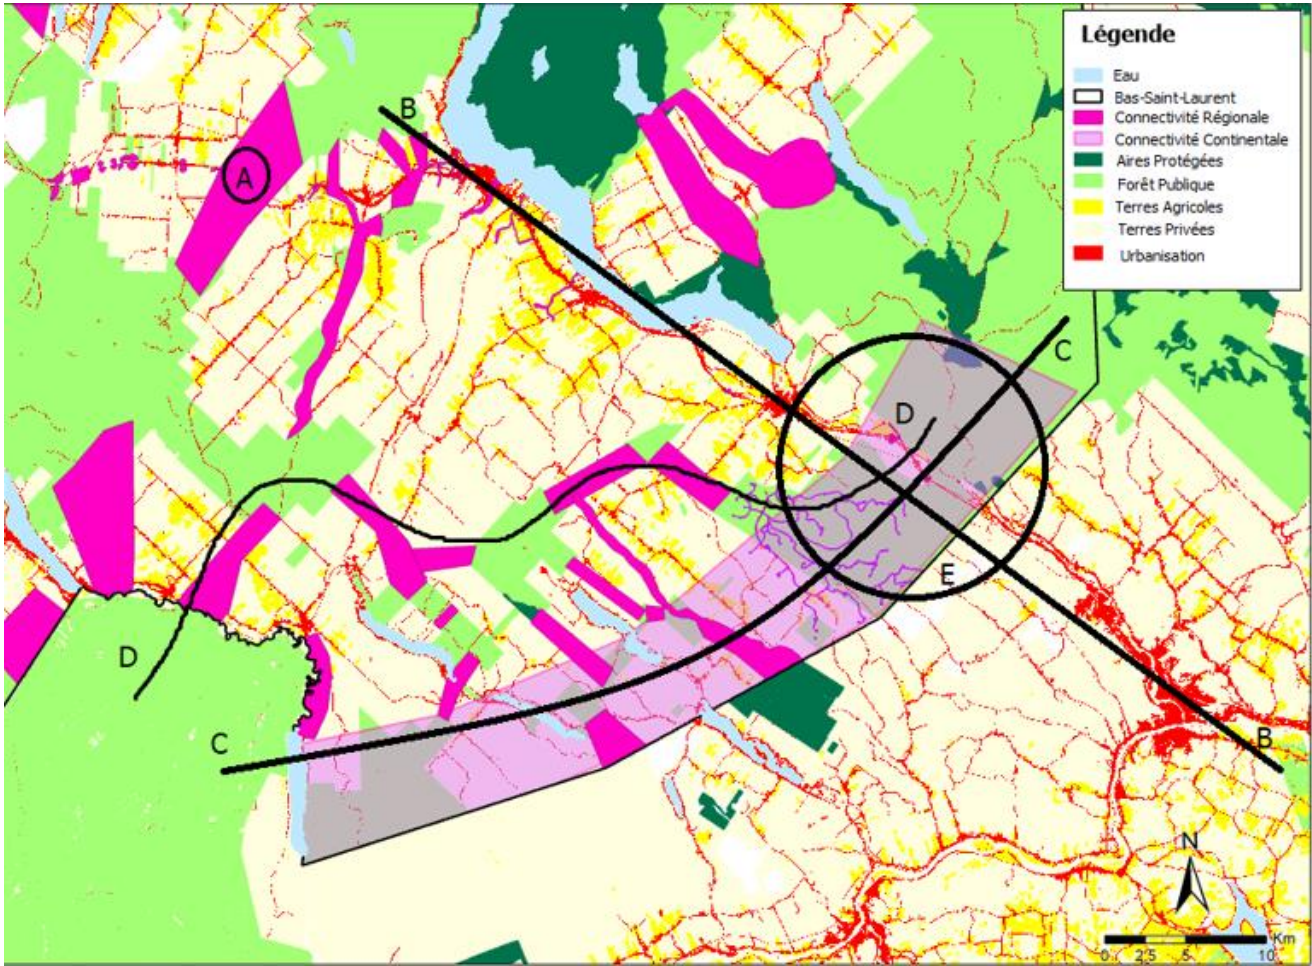 Légende
Eau
Bas-Saint-Laurent
Connectivité Régionale
Connectivité Continentale
Aires Protégées
Forêt Publique
Terres Agricoles
Terres Privées
Urbanisation
B
A
C
D
E
D
C
B
N
Km
0 2.5 5 10